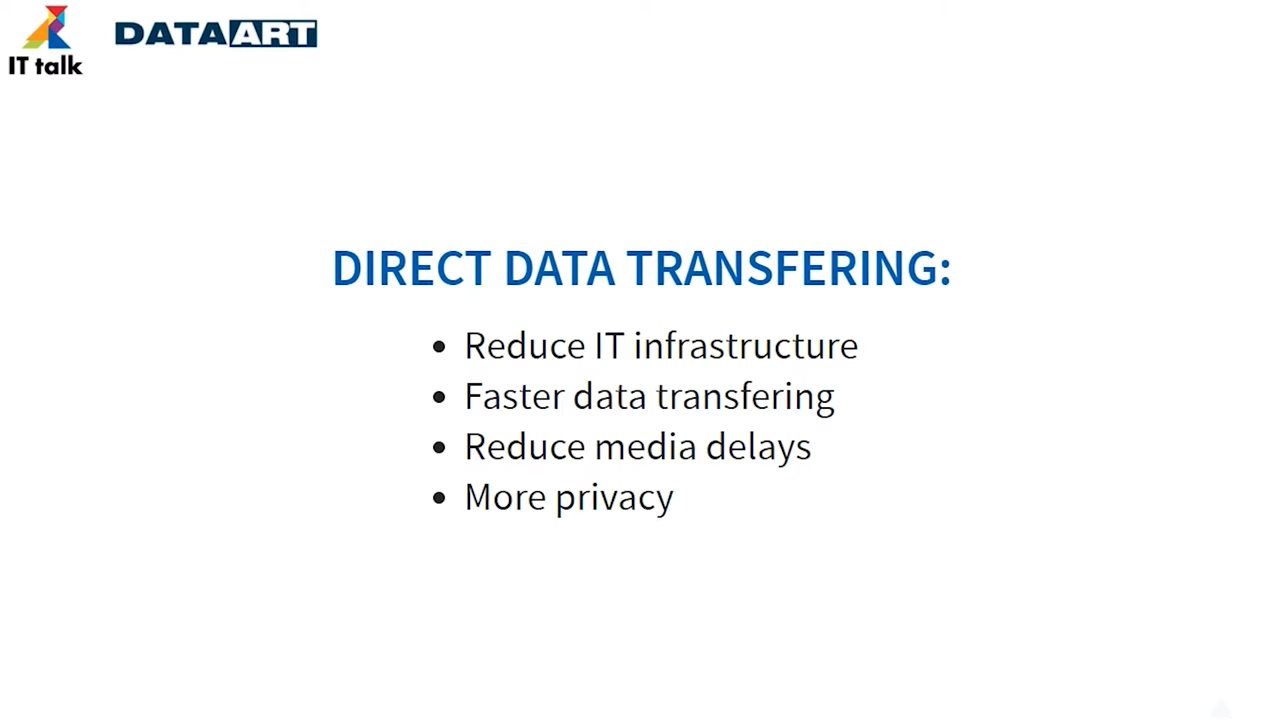 IT talk
DATAART
DIRECT DATA TRANSFERING:
• Reduce IT infrastructure
• Faster data transfering
• Reduce media delays
• More privacy